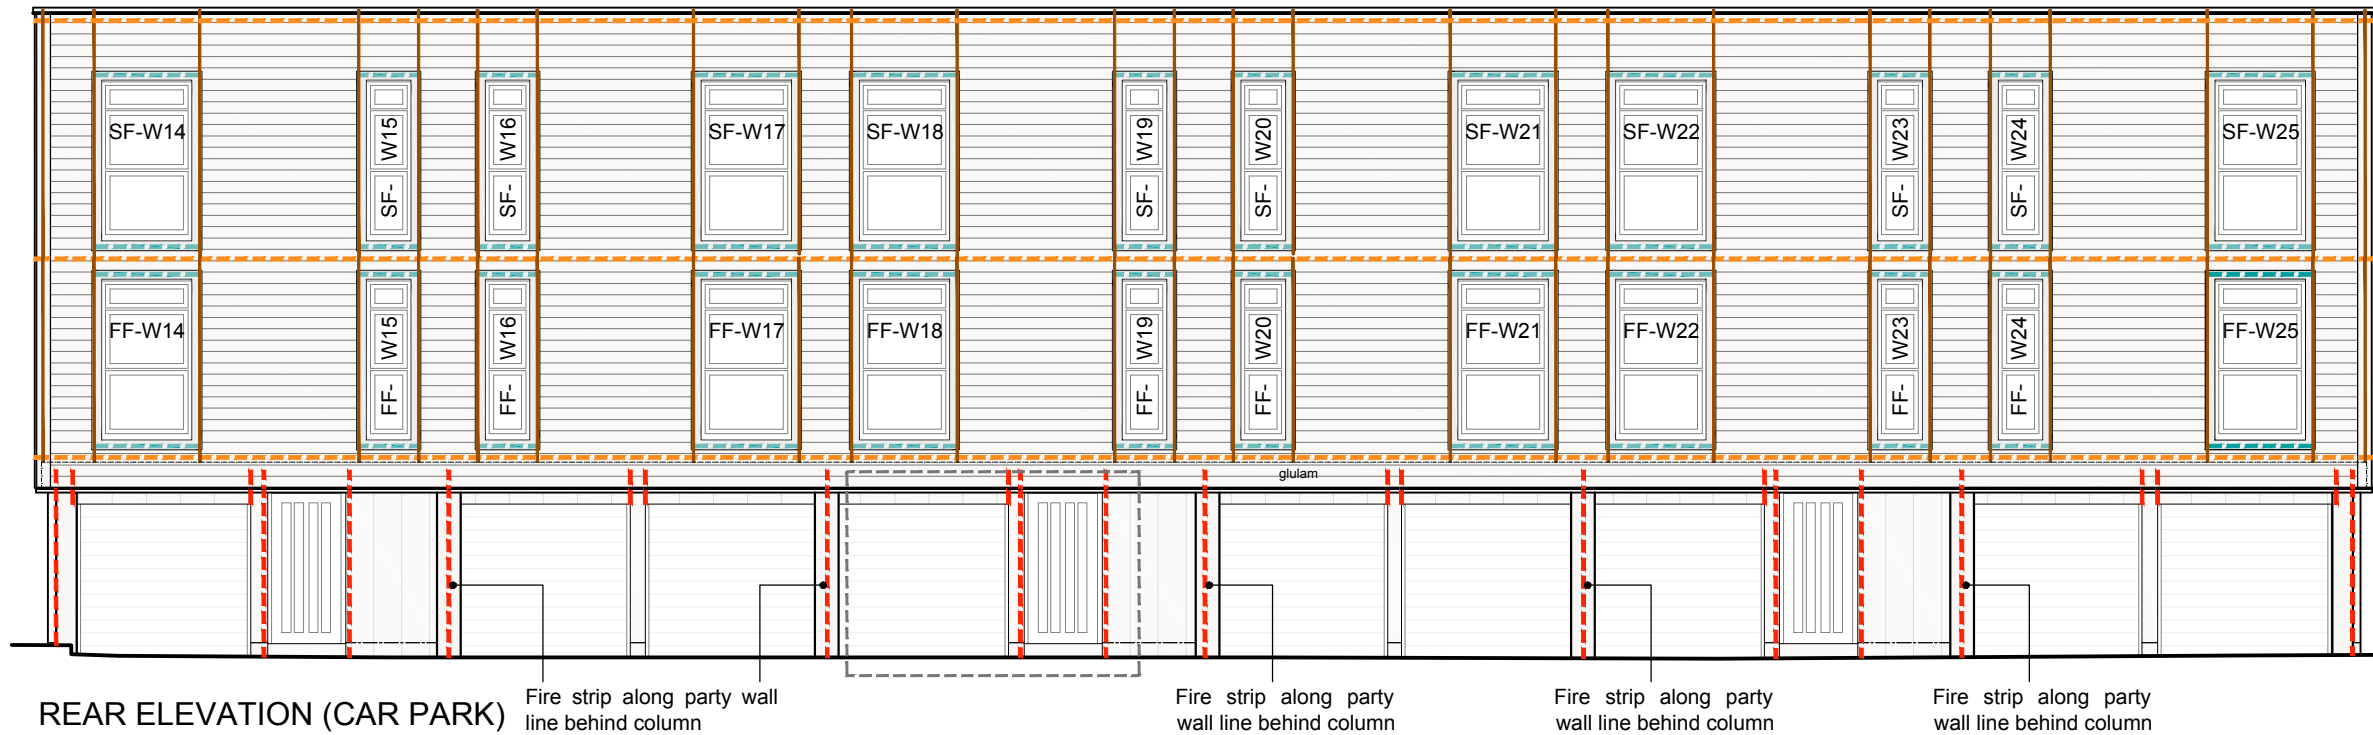 SF-W14
SF- W15
SF- W16
SF-W17
SF-W18
SF- W19
SF- W20
SF-W21
SF-W22
SF- W23
SF- W24
SF-W25
FF-W14
FF- W15
FF- W16
FF-W17
FF-W18
FF- W19
FF- W20
FF-W21
FF-W22
FF- W23
FF- W24
FF-W25
glulam
REAR ELEVATION (CAR PARK)
Fire strip along party wall
line behind column
Fire strip along party
wall line behind column
Fire strip along party
wall line behind column
Fire strip along party
wall line behind column